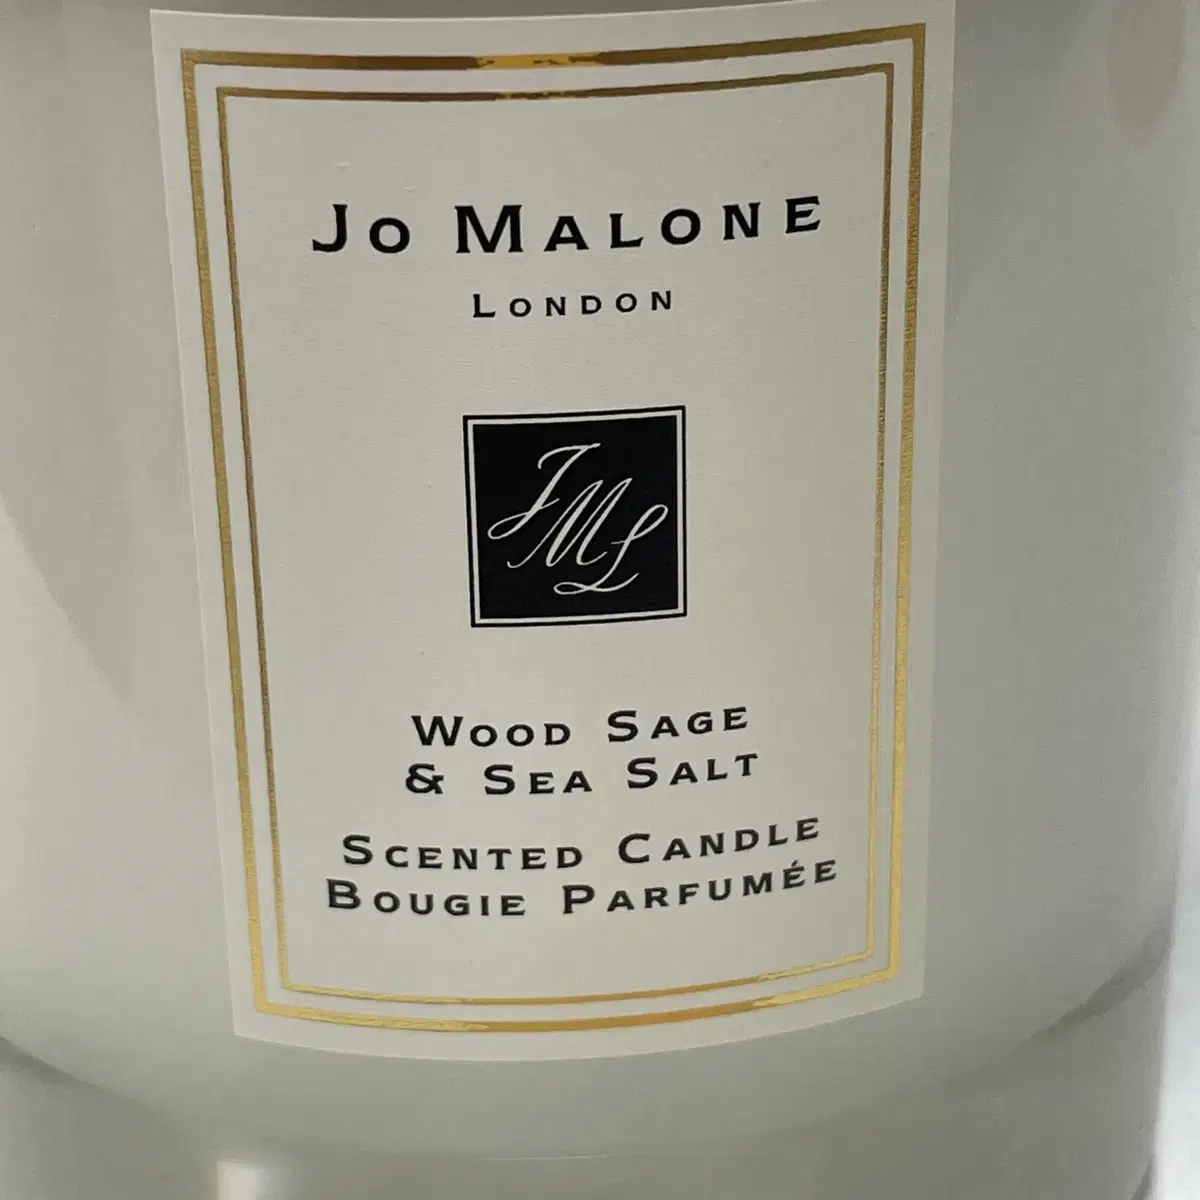 JO MALONE
LONDON
JML
WOOD SAGE
& SEA SALT
SCENTED CANDLE
BOUGIE PARFUMÉE